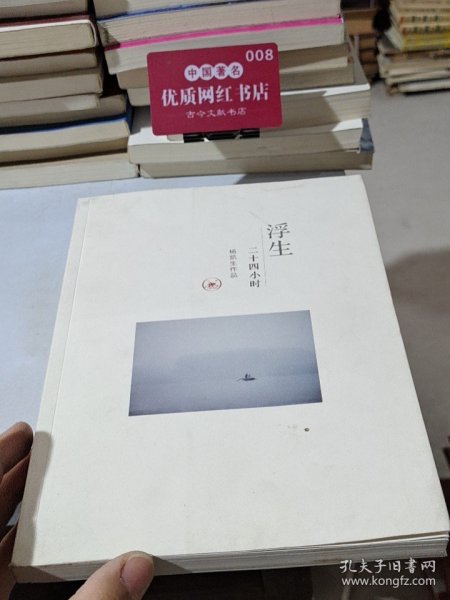 008
中国著名
优质网红书店
古今文献书店
浮生
二十四小时
杨凯生作品
孔夫子旧书网
www.kongfz.com